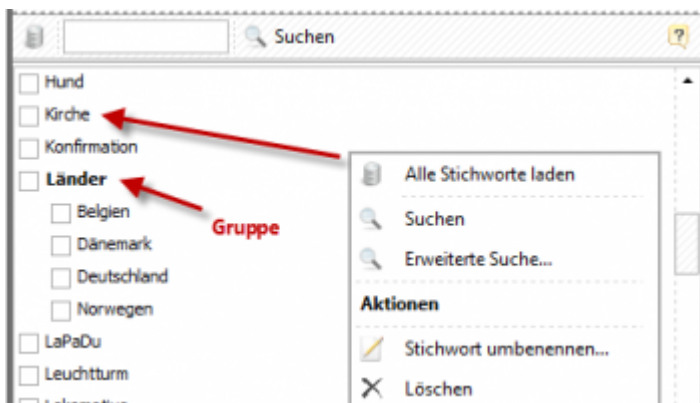 Suchen
Hund
Kirche
Konfirmation
Länder
Gruppe
Belgien
Dänemark
Deutschland
Norwegen
LaPaDu
Leuchtturm
Alle Stichworte laden
Suchen
Erweiterte Suche...
Aktionen
Stichwort umbenennen...
Löschen